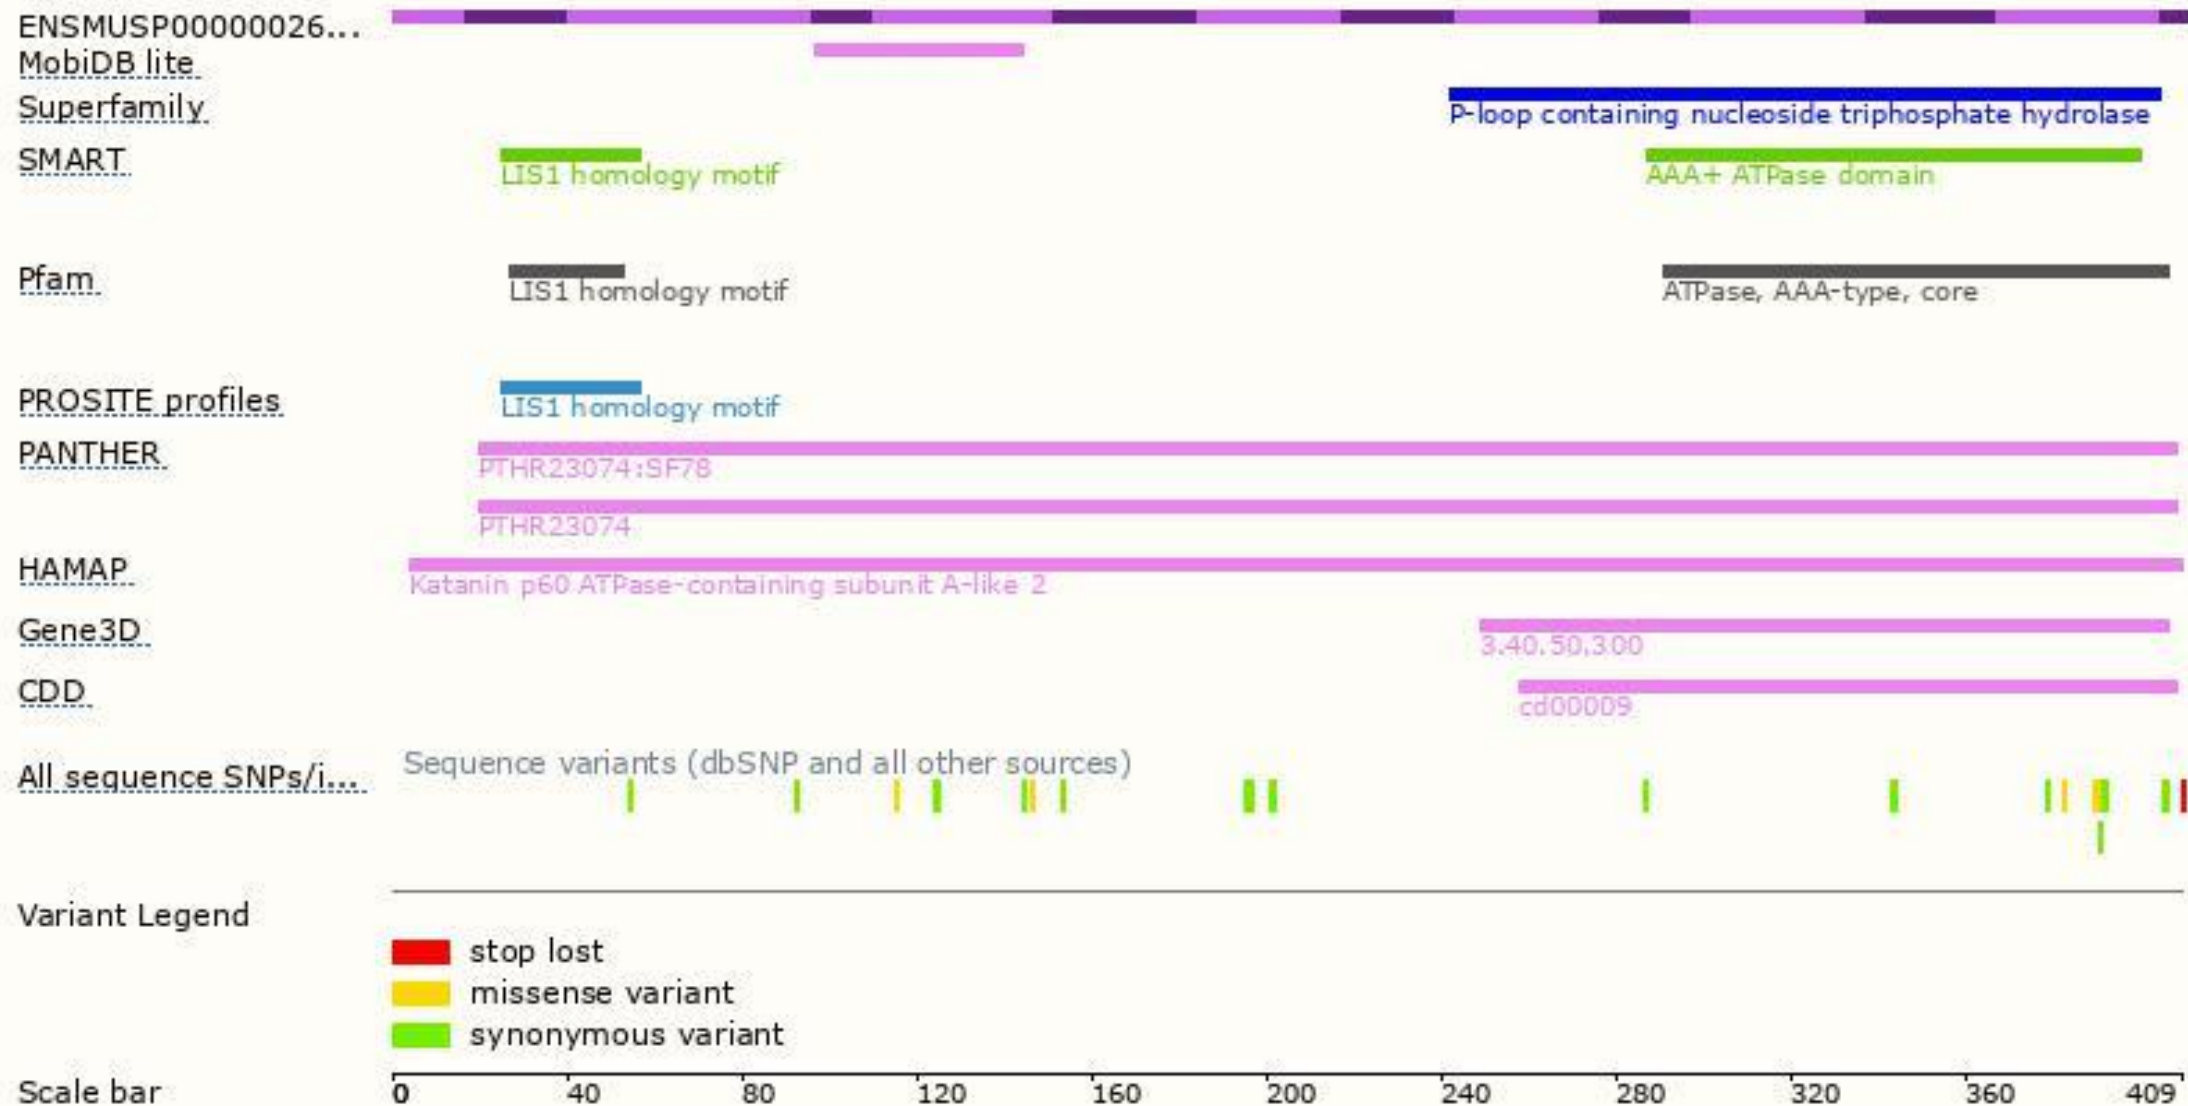 ENSMUSP00000026...
MobiDB lite
Superfamily
P-loop containing nucleoside triphosphate hydrolase
SMART
LIS1 homology motif
AAA+ ATPase domain
Pfam
LIS1 homology motif
ATPase, AAA-type, core
PROSITE profiles
LIS1 homology motif
PANTHER
PTHR23074:SF78
PTHR23074
HAMAP
Katanin p60 ATPase-containing subunit A-like 2
Gene3D
3.40.50.300
CDD
cd00009
All sequence SNPs/i...
Sequence variants (dbSNP and all other sources)
Variant Legend
stop lost
missense variant
synonymous variant
Scale bar
0 40 80 120 160 200 240 280 320 360 409